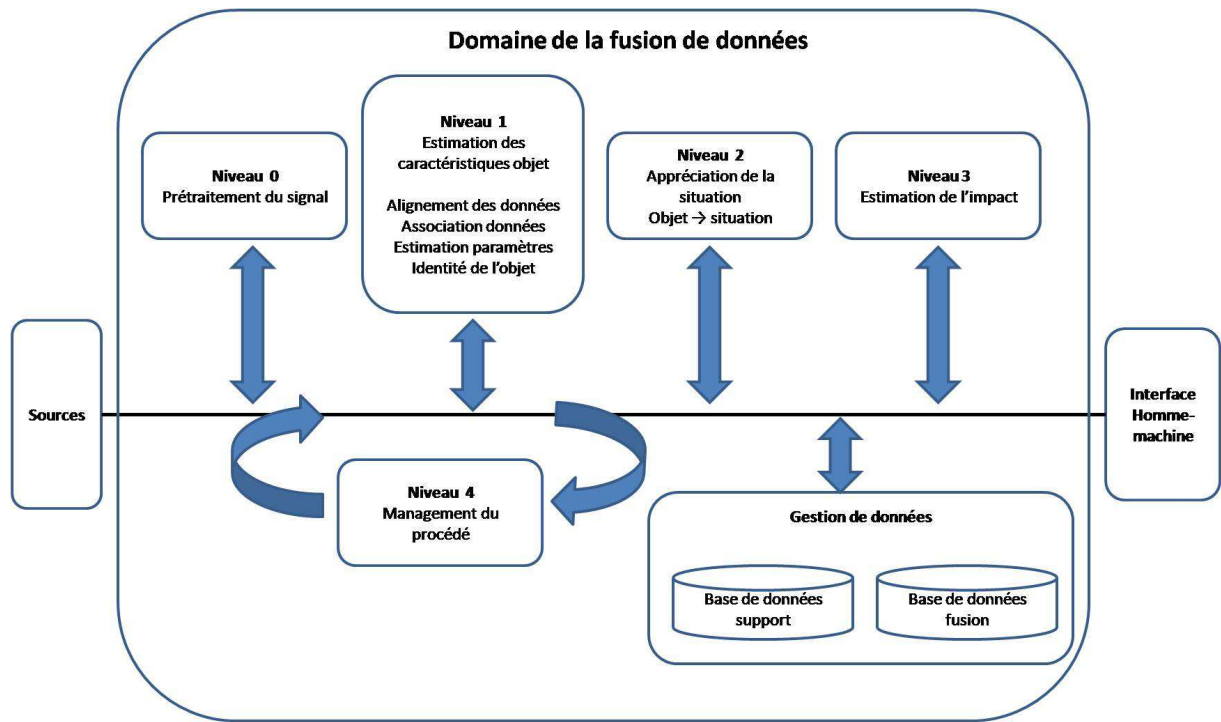 Domaine de la fusion de données
Niveau 0
Prétraitement du signal
Niveau 1
Estimation des
caractéristiques objet
Alignement des données
Association données
Estimation paramètres
Identité de l'objet
Niveau 2
Appréciation de la
situation
Objet → situation
Niveau 3
Estimation de l'impact
Sources
Interface
Homme-
machine
Niveau 4
Management du
procédé
Gestion de données
Base de données
support
Base de données
fusion